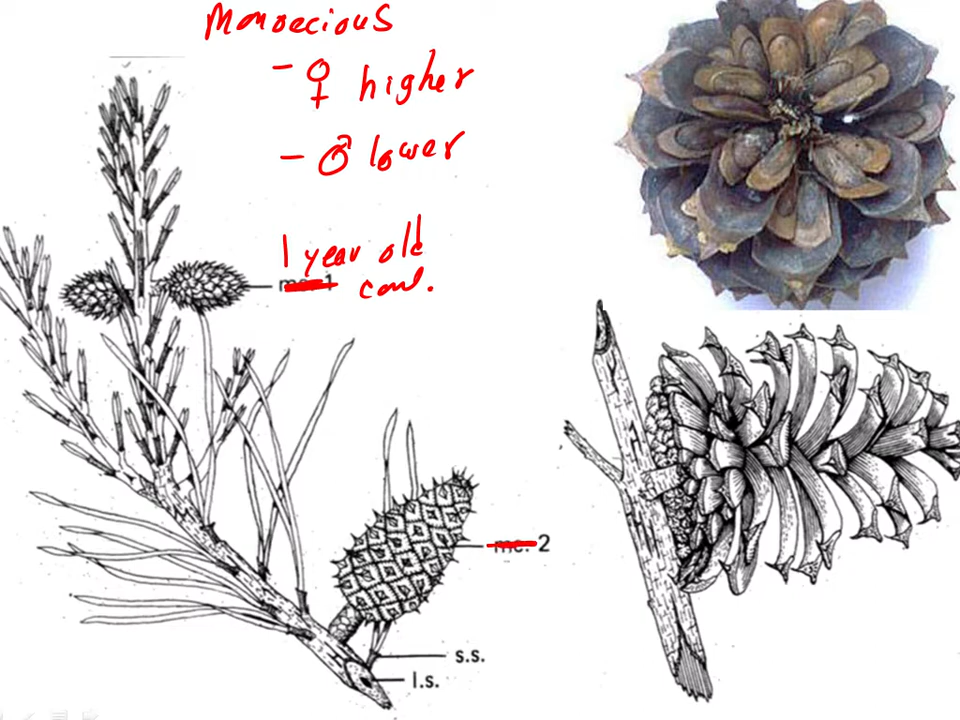 Monoecious
- ♀ higher
- ♂ lower
1 year old
cone.
2
s.s.
l.s.